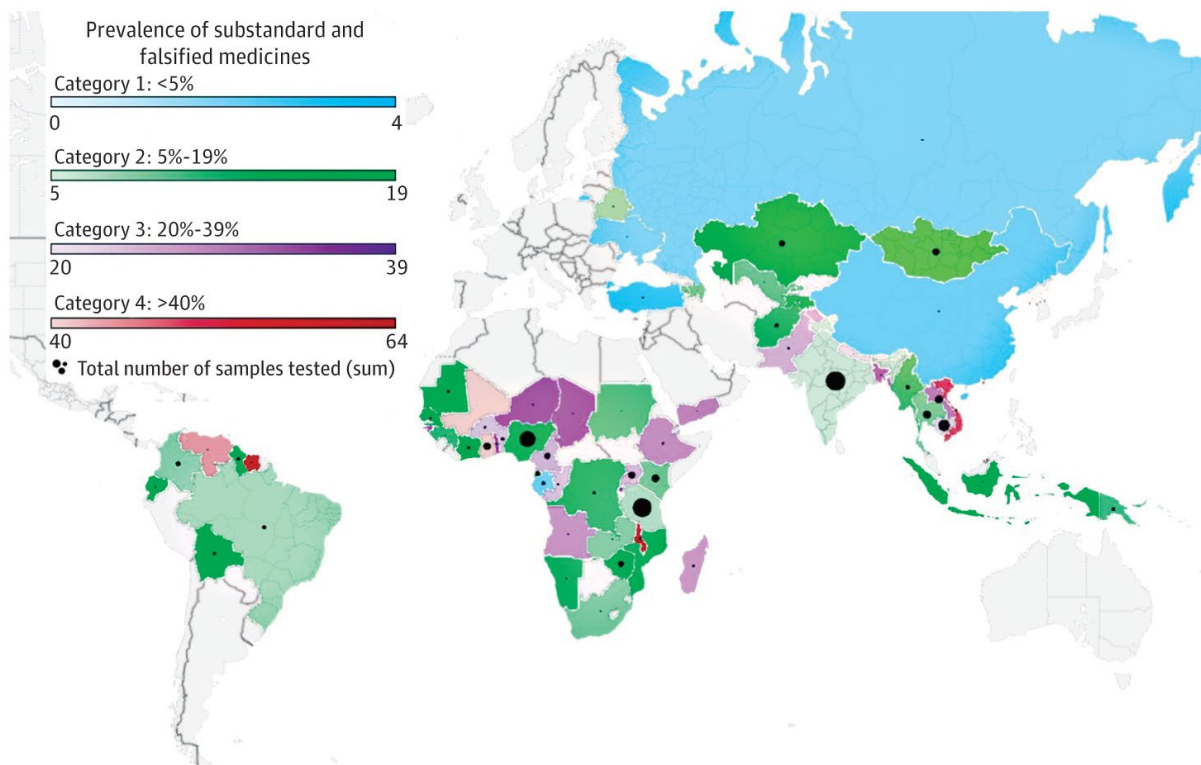 Prevalence of substandard and
falsified medicines
Category 1: <5%
0 4
Category 2: 5%-19%
5 19
Category 3: 20%-39%
20 39
Category 4: >40%
40 64
Total number of samples tested (sum)